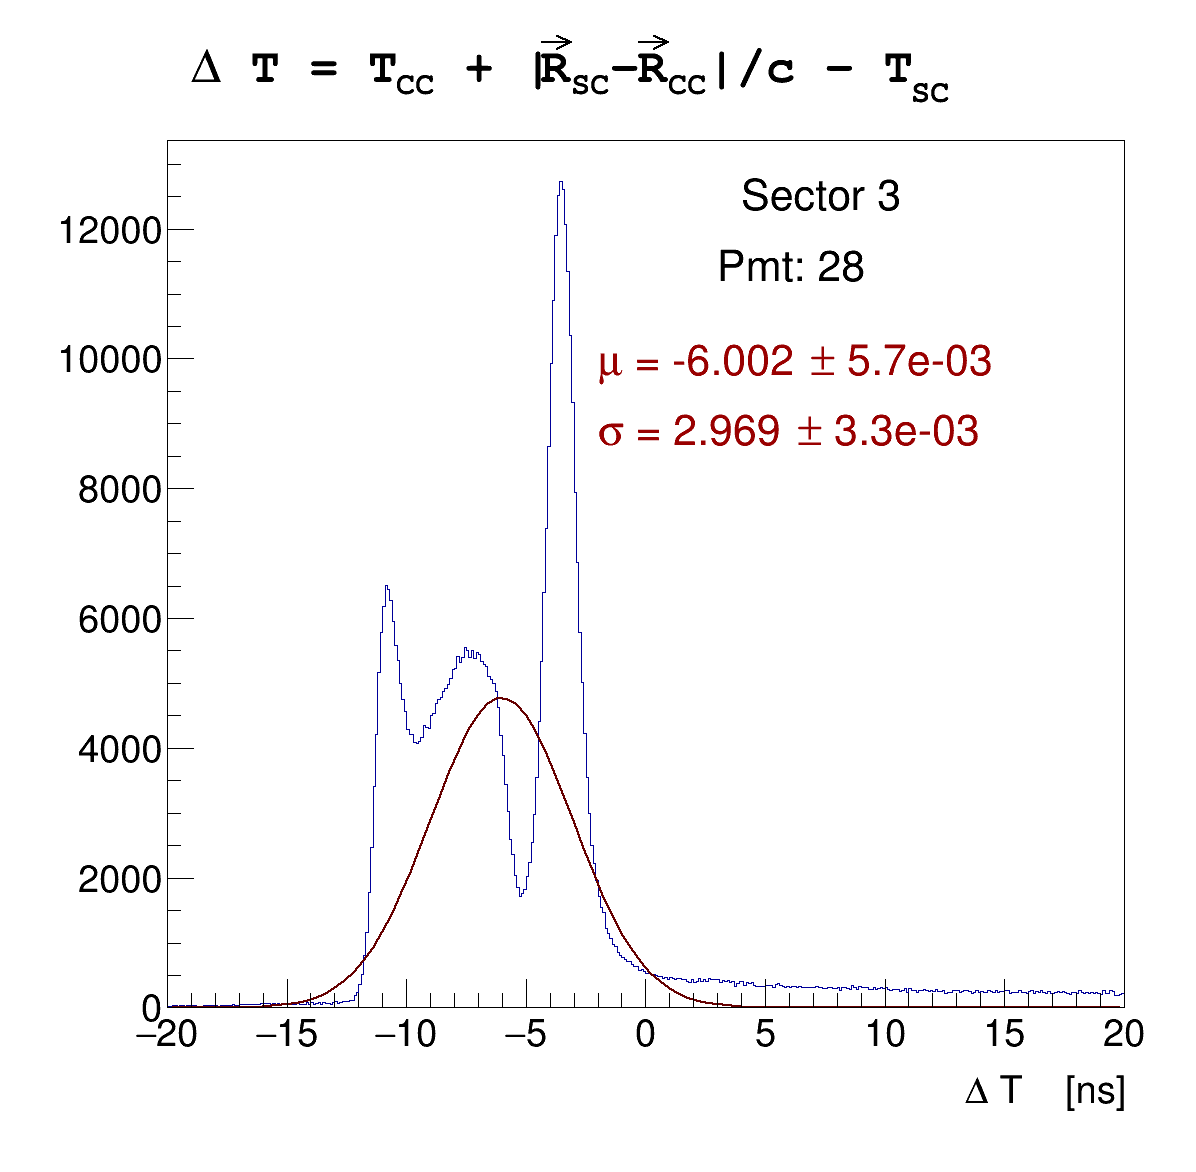 Δ T = T_CC + |R⃗_SC-R⃗_CC|/c - T_SC
Sector 3
Pmt: 28
μ = -6.002 ± 5.7e-03
σ = 2.969 ± 3.3e-03
12000
10000
8000
6000
4000
2000
0
−20 −15 −10 −5 0 5 10 15 20
Δ T [ns]